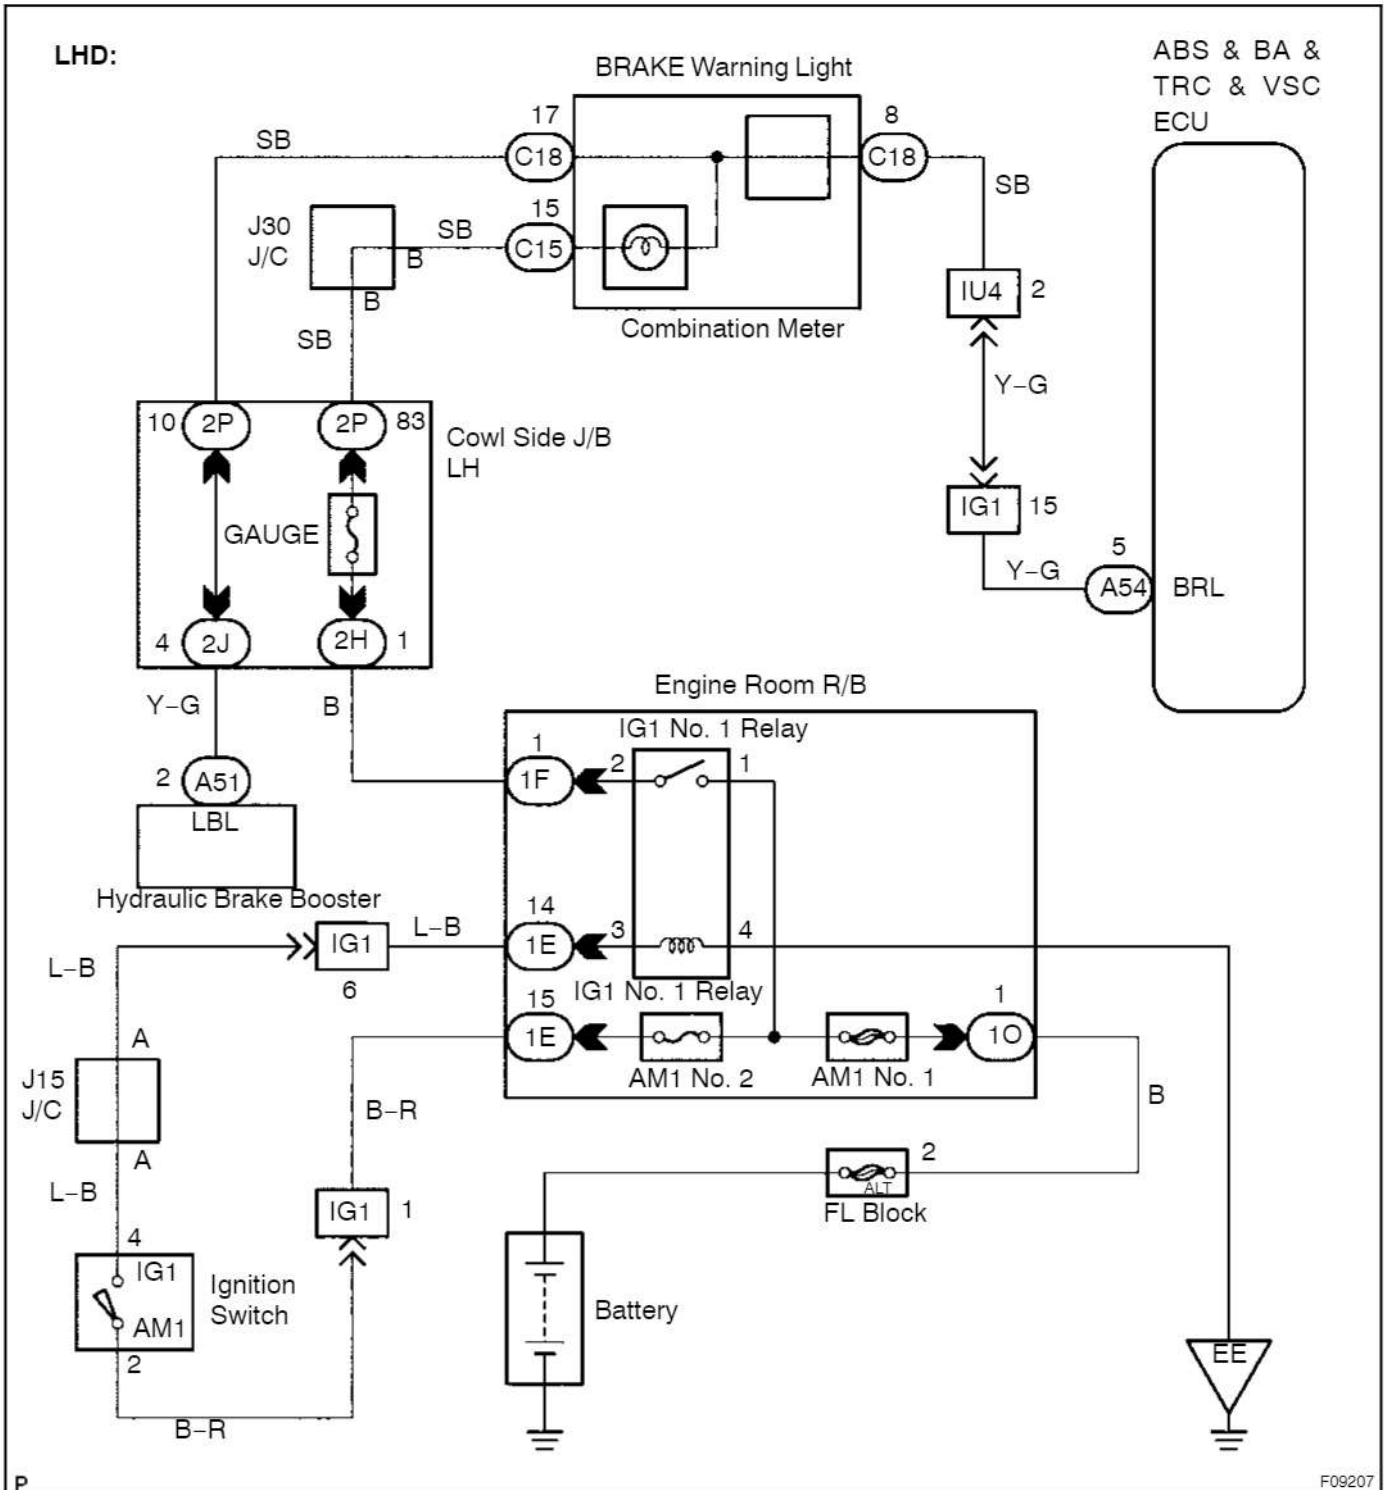 LHD:
ABS & BA &
TRC & VSC
ECU
BRAKE Warning Light
17
8
SB
C18
C18
SB
15
J30
J/C
SB
C15
B
B
IU4 2
Combination Meter
SB
Y-G
10 2P
2P 83
Cowl Side J/B
LH
IG1 15
GAUGE
5
Y-G
A54
BRL
4 2J
2H 1
Engine Room R/B
Y-G
B
IG1 No. 1 Relay
1
2
1
1F
2 A51
LBL
Hydraulic Brake Booster
14
L-B
3
4
IG1
1E
L-B
6
IG1 No. 1 Relay
15
1
A
1E
1O
J15
J/C
AM1 No. 2
AM1 No. 1
B-R
B
A
2
L-B
ALT
IG1 1
FL Block
4
IG1
Ignition
Switch
AM1
Battery
2
EE
B-R
P
F09207